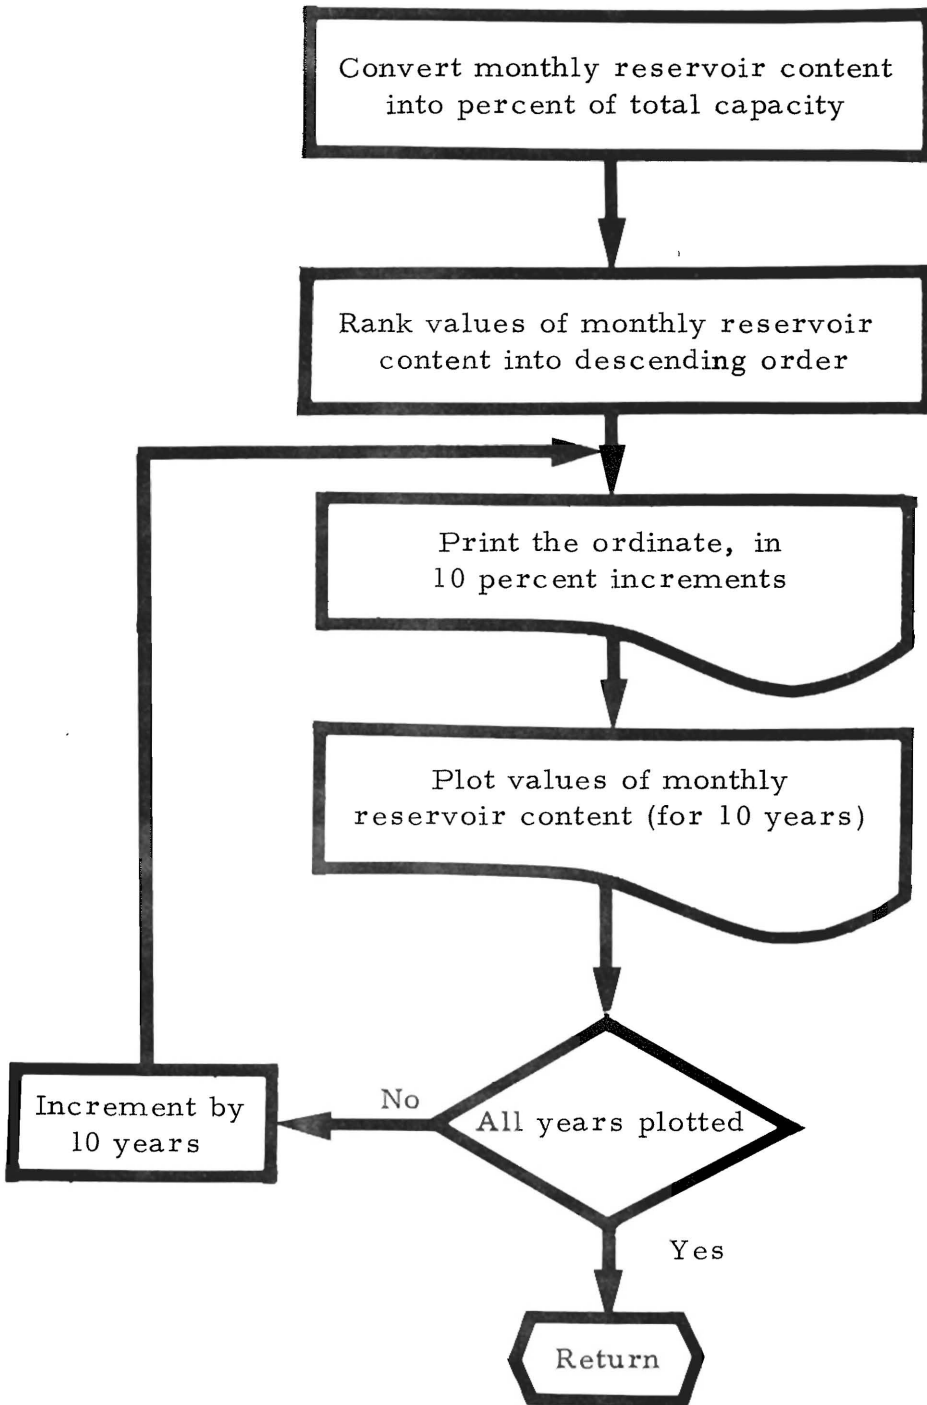 Convert monthly reservoir content
into percent of total capacity
Rank values of monthly reservoir
content into descending order
Print the ordinate, in
10 percent increments
Plot values of monthly
reservoir content (for 10 years)
All years plotted
No
Increment by
10 years
Yes
Return